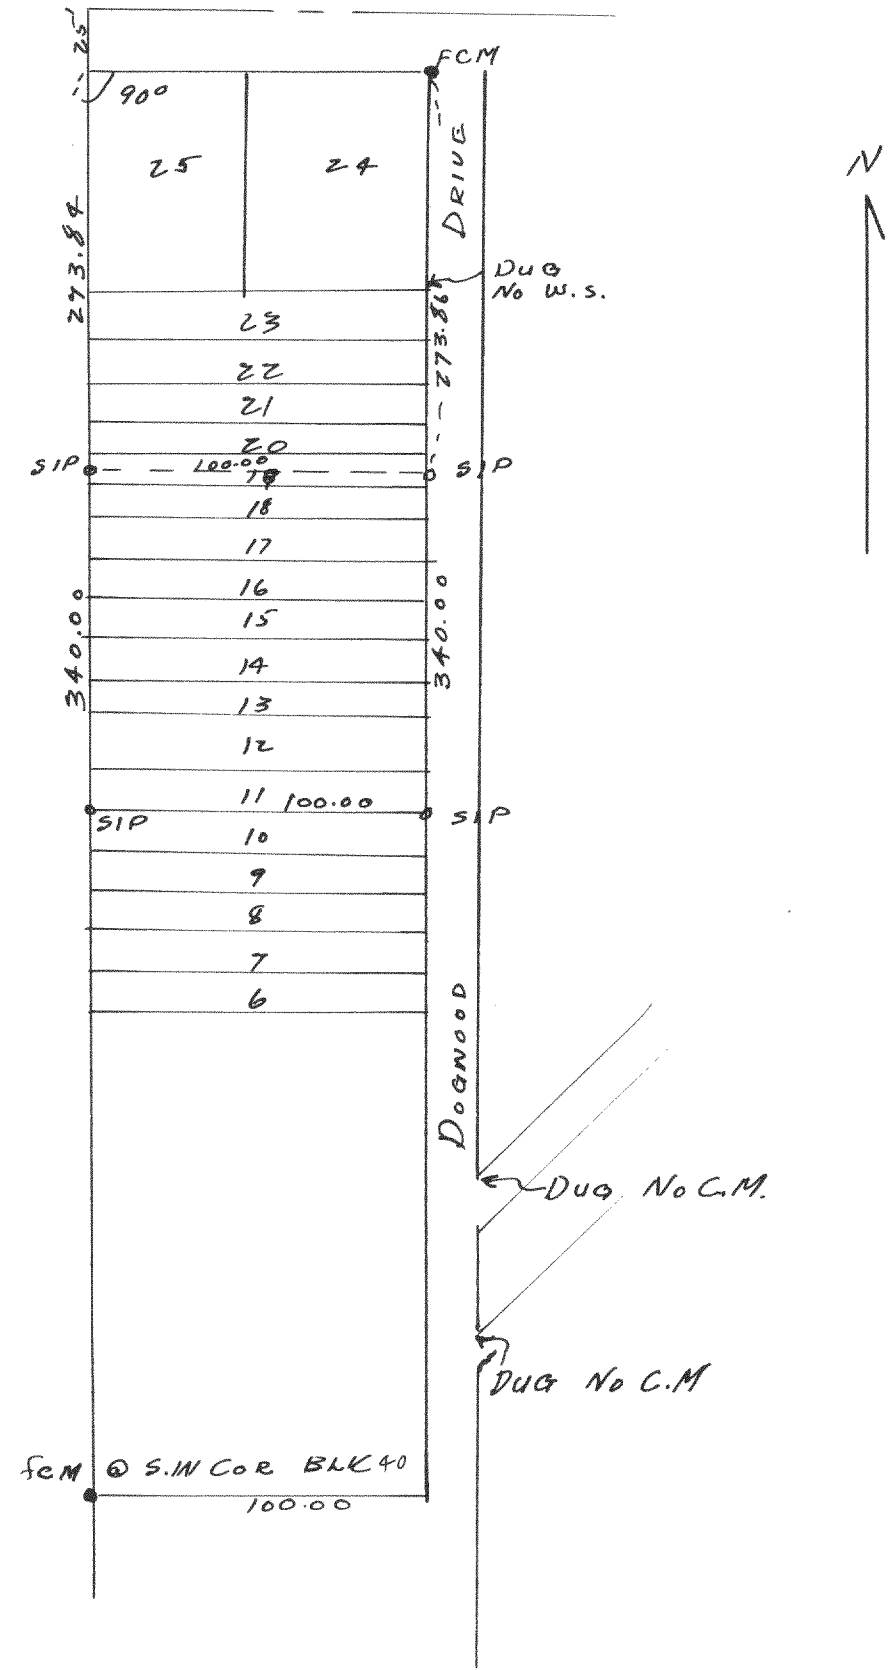 25
FCM
90°
25
24
DRIVE
N
273.84
DUG
No W.S.
273.86
23
22
21
20
SIP
100.00
19
SIP
18
17
16
15
340.00
340.00
14
13
12
11 100.00
SIP
SIP
10
9
8
7
6
DOGWOOD
DUG No C.M.
DUG No C.M
fcm @ S.W COR BLK 40
100.00